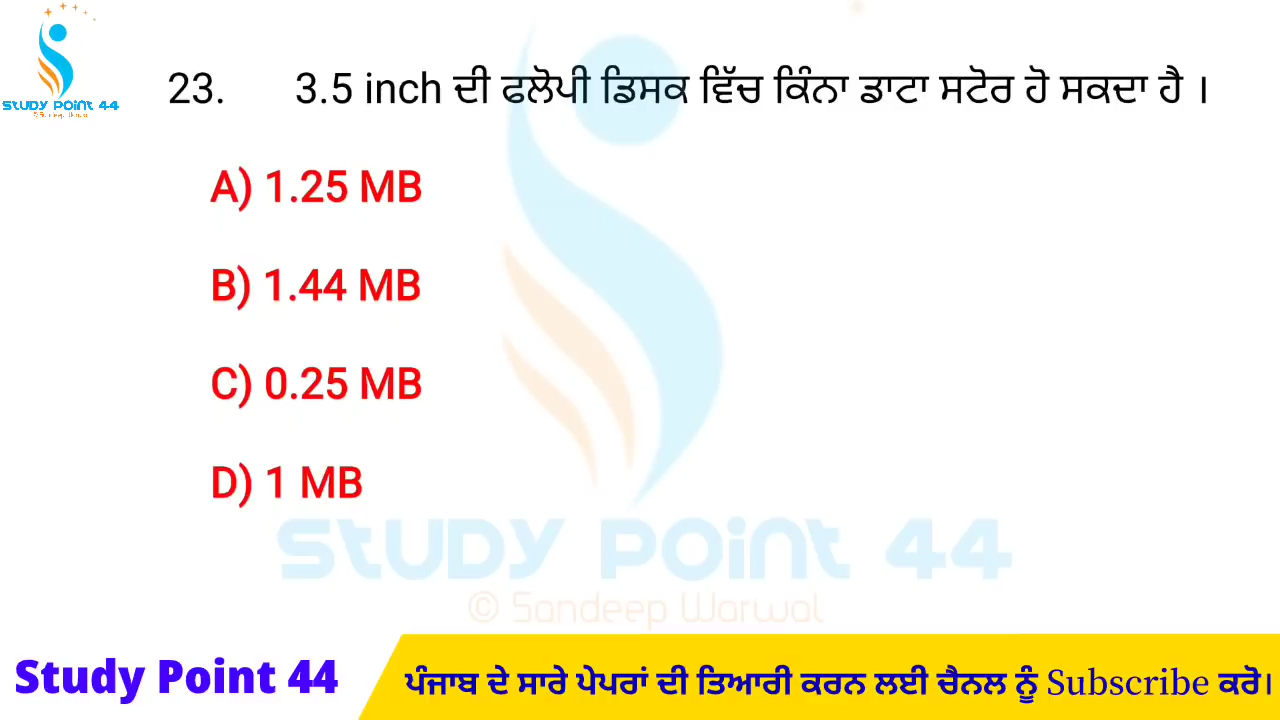 STUDY POINT 44
23. 3.5 inch ਦੀ ਫਲੋਪੀ ਡਿਸਕ ਵਿੱਚ ਕਿੰਨਾ ਡਾਟਾ ਸਟੋਰ ਹੋ ਸਕਦਾ ਹੈ ।
A) 1.25 MB
B) 1.44 MB
C) 0.25 MB
D) 1 MB
STUDY POINT 44
© Sandeep Warwal
Study Point 44
ਪੰਜਾਬ ਦੇ ਸਾਰੇ ਪੇਪਰਾਂ ਦੀ ਤਿਆਰੀ ਕਰਨ ਲਈ ਚੈਨਲ ਨੂੰ Subscribe ਕਰੋ।